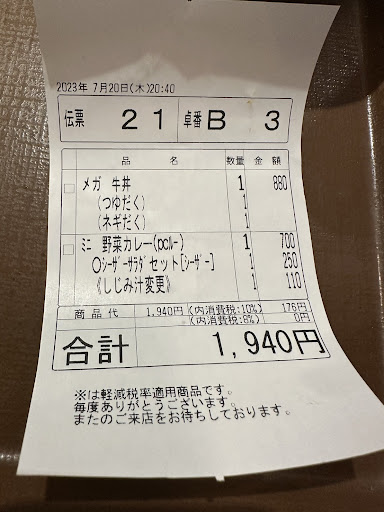 2023年 7月20日(木)20:40
伝票 21 卓番 B 3
品 名 数量 金 額
メガ 牛丼 1 880
(つゆだく) 1
(ネギだく) 1
ミニ 野菜カレー(pcルー) 1 700
○シーザーサラダセット[シーザー] 1 250
《しじみ汁変更》 1 110
商品代 1,940円 (内消費税:10%) 176円
(内消費税:8%) 0円
合計 1,940円
※は軽減税率適用商品です。
毎度ありがとうございます。
またのご来店をお待ちしております。